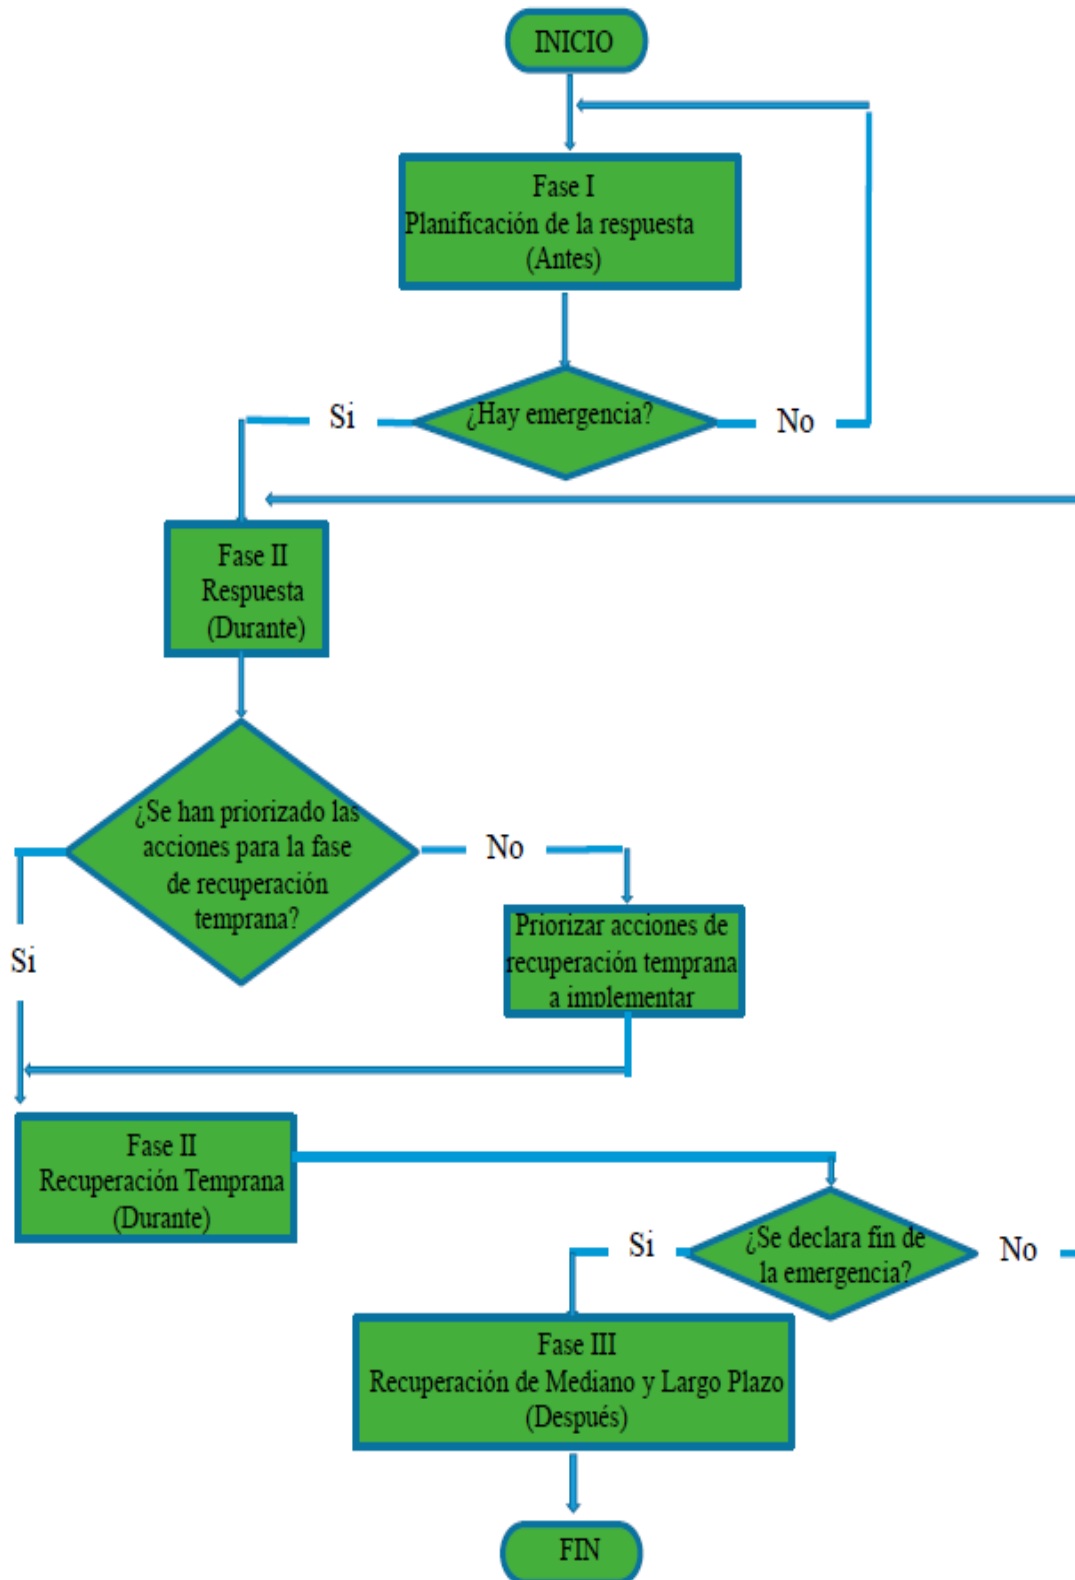 INICIO
Fase I
Planificación de la respuesta
(Antes)
¿Hay emergencia?
Si
No
Fase II
Respuesta
(Durante)
¿Se han priorizado las
acciones para la fase
de recuperación
temprana?
No
Si
Priorizar acciones de
recuperación temprana
a implementar
Fase II
Recuperación Temprana
(Durante)
¿Se declara fin de
la emergencia?
Si
No
Fase III
Recuperación de Mediano y Largo Plazo
(Después)
FIN